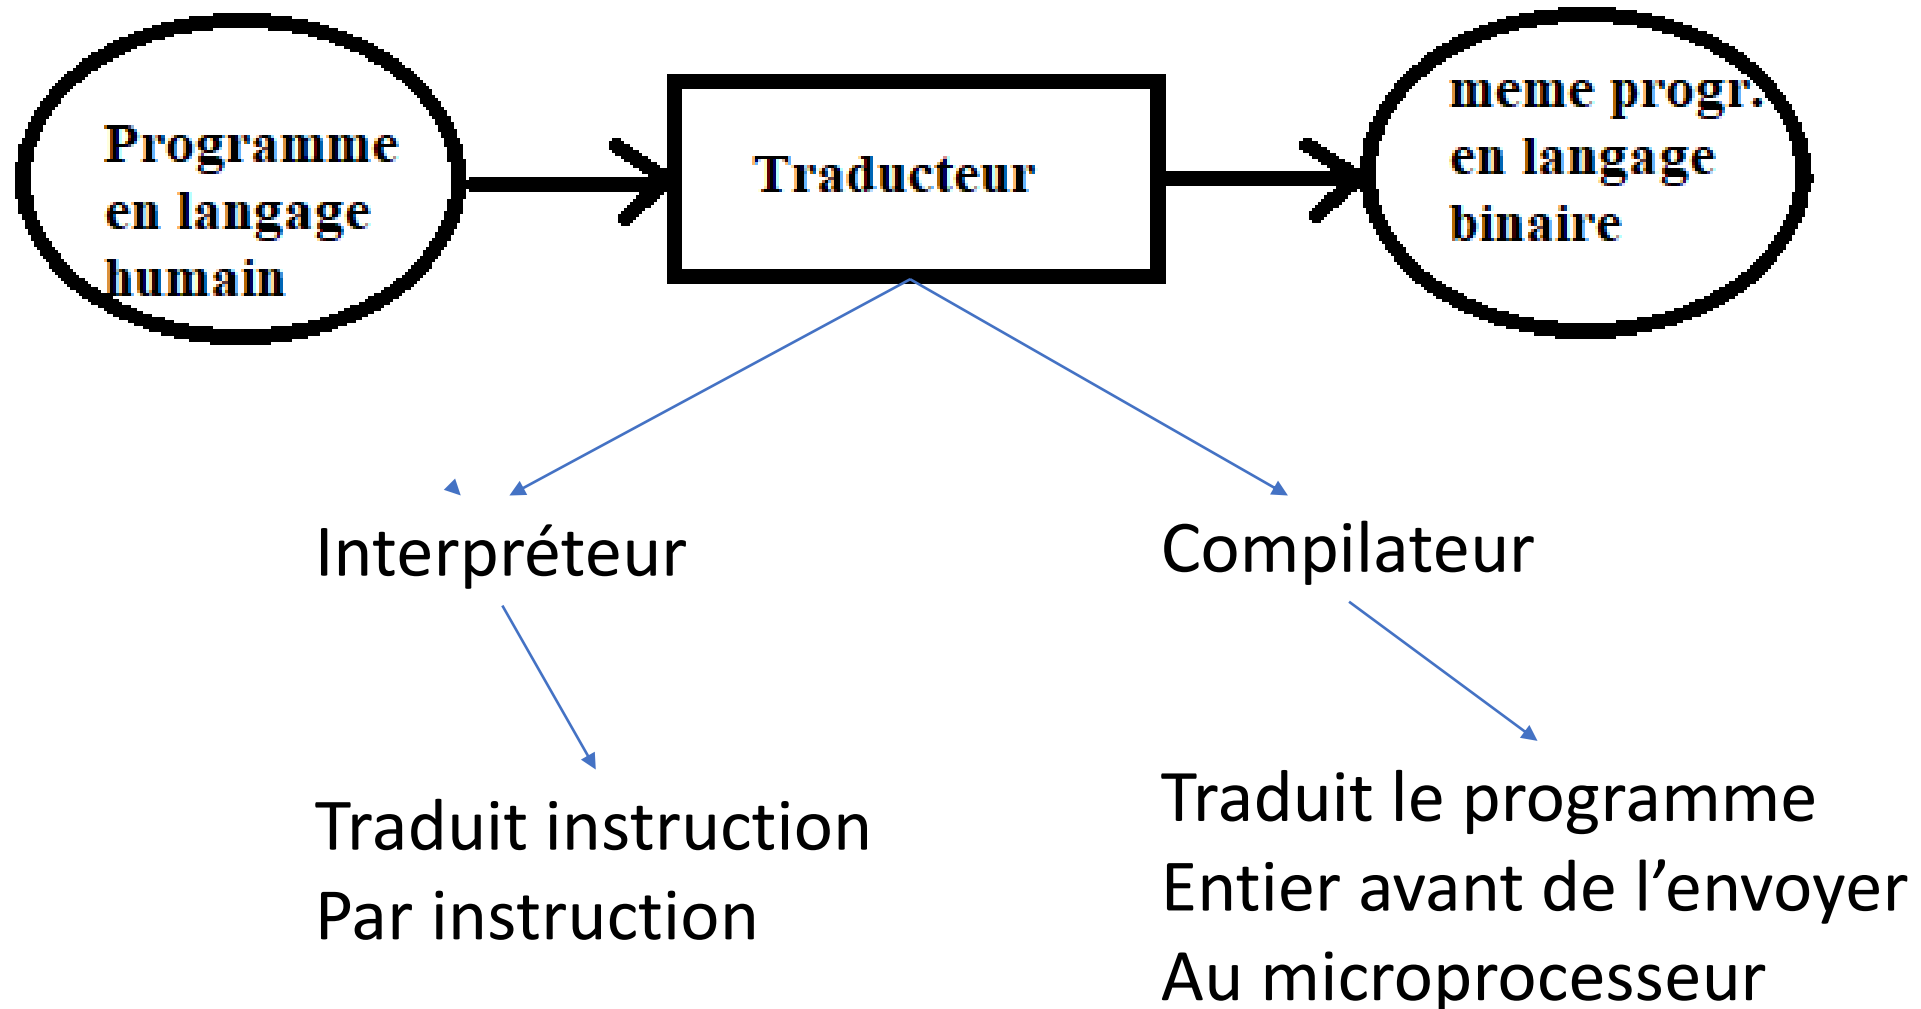 Programme
en langage
humain
Traducteur
meme progr.
en langage
binaire
Interpréteur
Compilateur
Traduit instruction
Par instruction
Traduit le programme
Entier avant de l’envoyer
Au microprocesseur